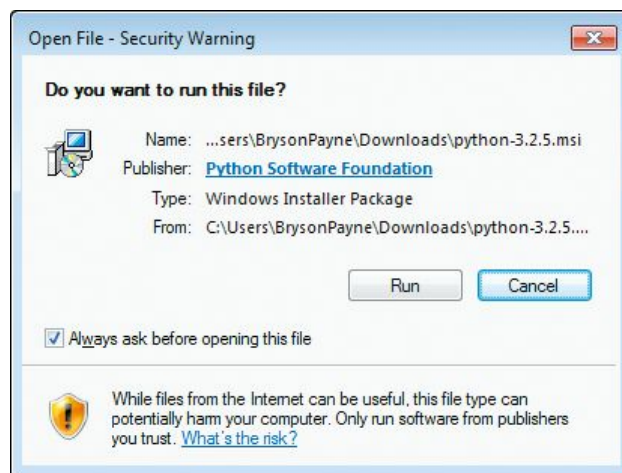 Open File - Security Warning
Do you want to run this file?
Name: ...sers\BrysonPayne\Downloads\python-3.2.5.msi
Publisher: Python Software Foundation
Type: Windows Installer Package
From: C:\Users\BrysonPayne\Downloads\python-3.2.5....
Run Cancel
Always ask before opening this file
While files from the Internet can be useful, this file type can
potentially harm your computer. Only run software from publishers
you trust. What's the risk?